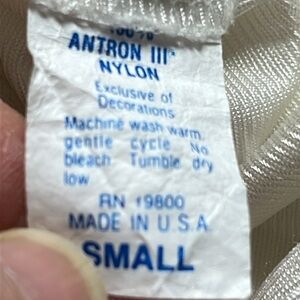 100%
ANTRON III*
NYLON
Exclusive of
Decorations
Machine wash warm
gentle cycle No
bleach Tumble dry
low
RN 19800
MADE IN U.S.A.
SMALL